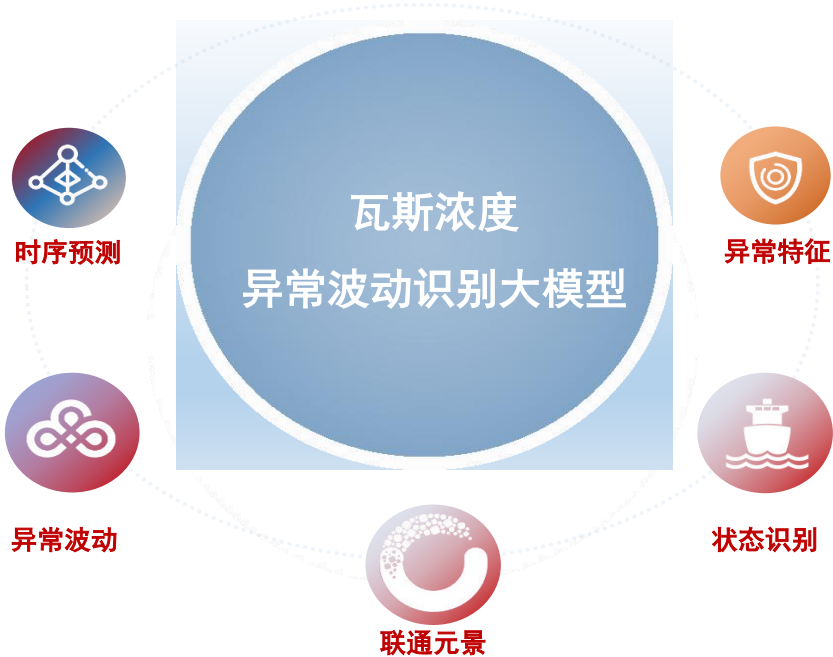 瓦斯浓度
异常波动识别大模型
时序预测
异常特征
异常波动
状态识别
联通元景